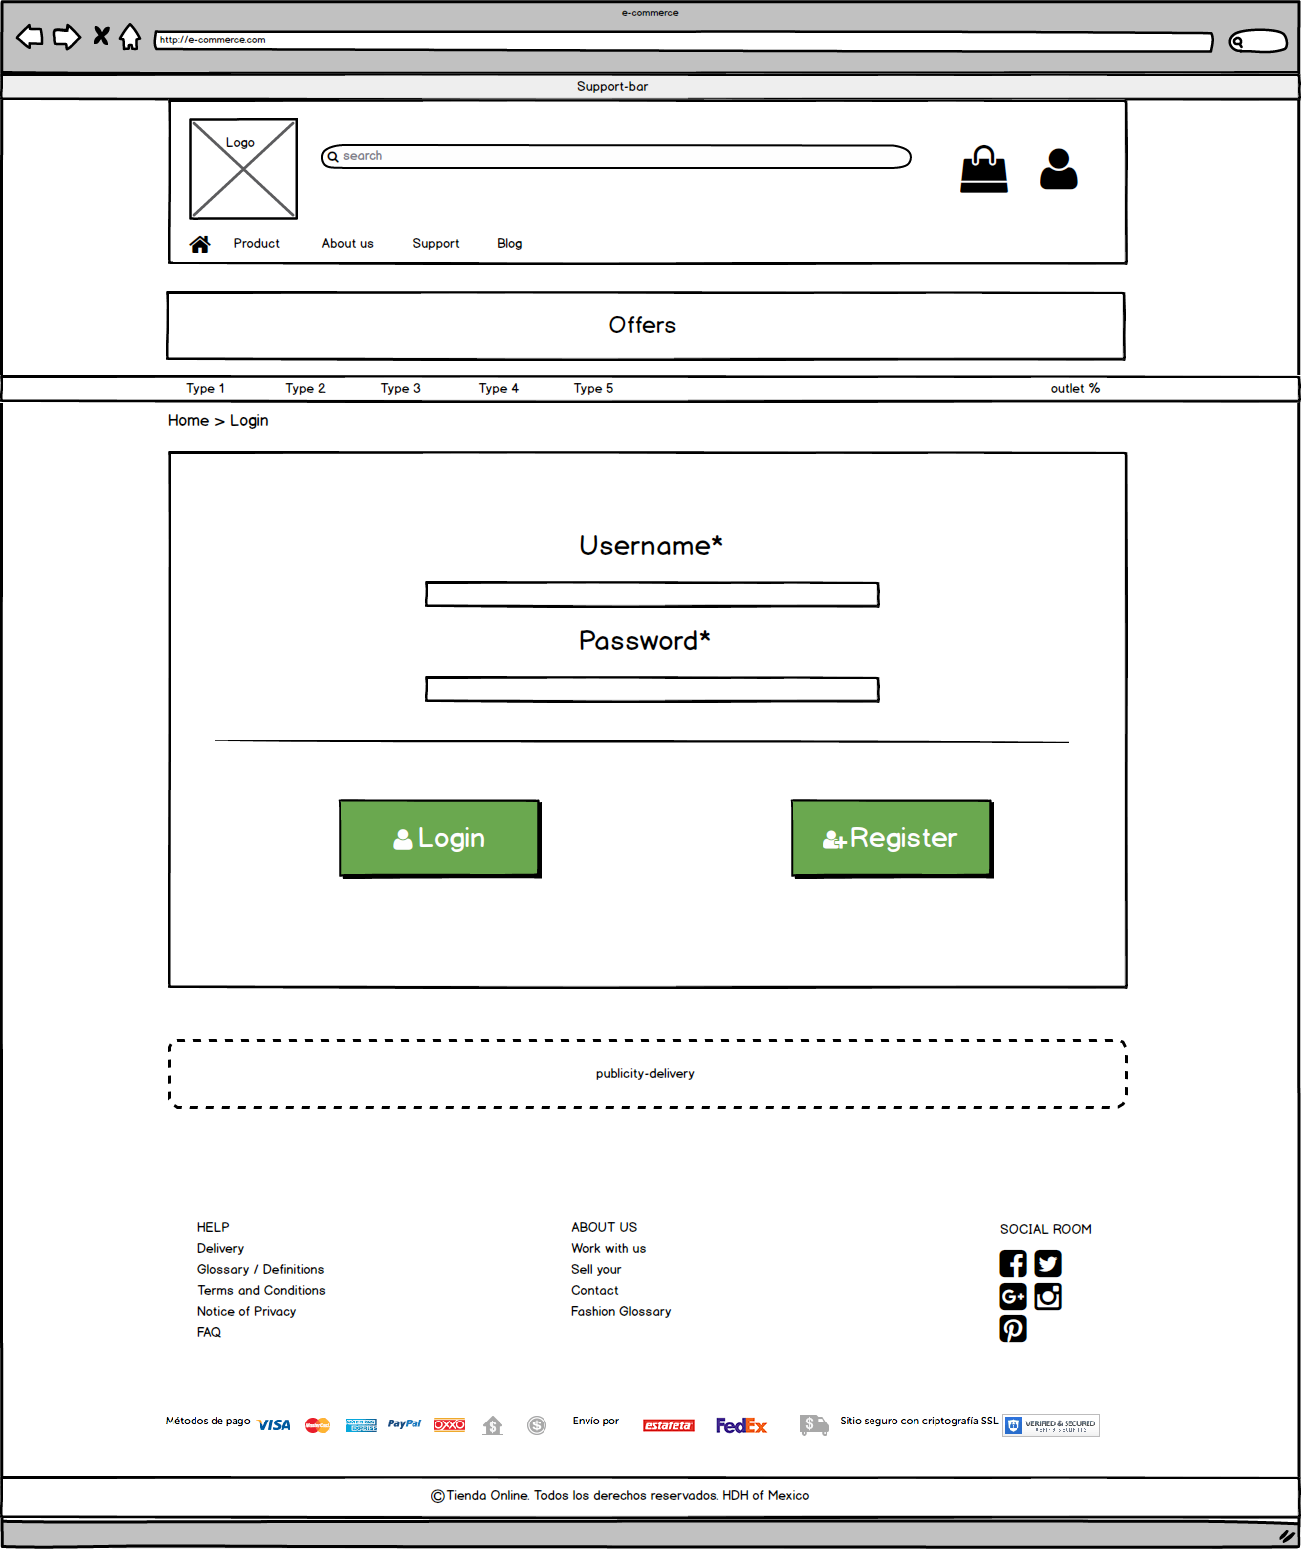 e-commerce
http://e-commerce.com
Support-bar
Logo
search
Product About us Support Blog
Offers
Type 1 Type 2 Type 3 Type 4 Type 5 outlet %
Home > Login
Username*
Password*
Login Register
publicity-delivery
HELP
Delivery
Glossary / Definitions
Terms and Conditions
Notice of Privacy
FAQ
ABOUT US
Work with us
Sell your
Contact
Fashion Glossary
SOCIAL ROOM
Métodos de pago VISA MasterCard AMERICAN EXPRESS PayPal OXXO $ $ Envío por estafeta FedEx $ Sitio seguro con criptografía SSL VERIFIED & SECURED
©Tienda Online. Todos los derechos reservados. HDH of Mexico